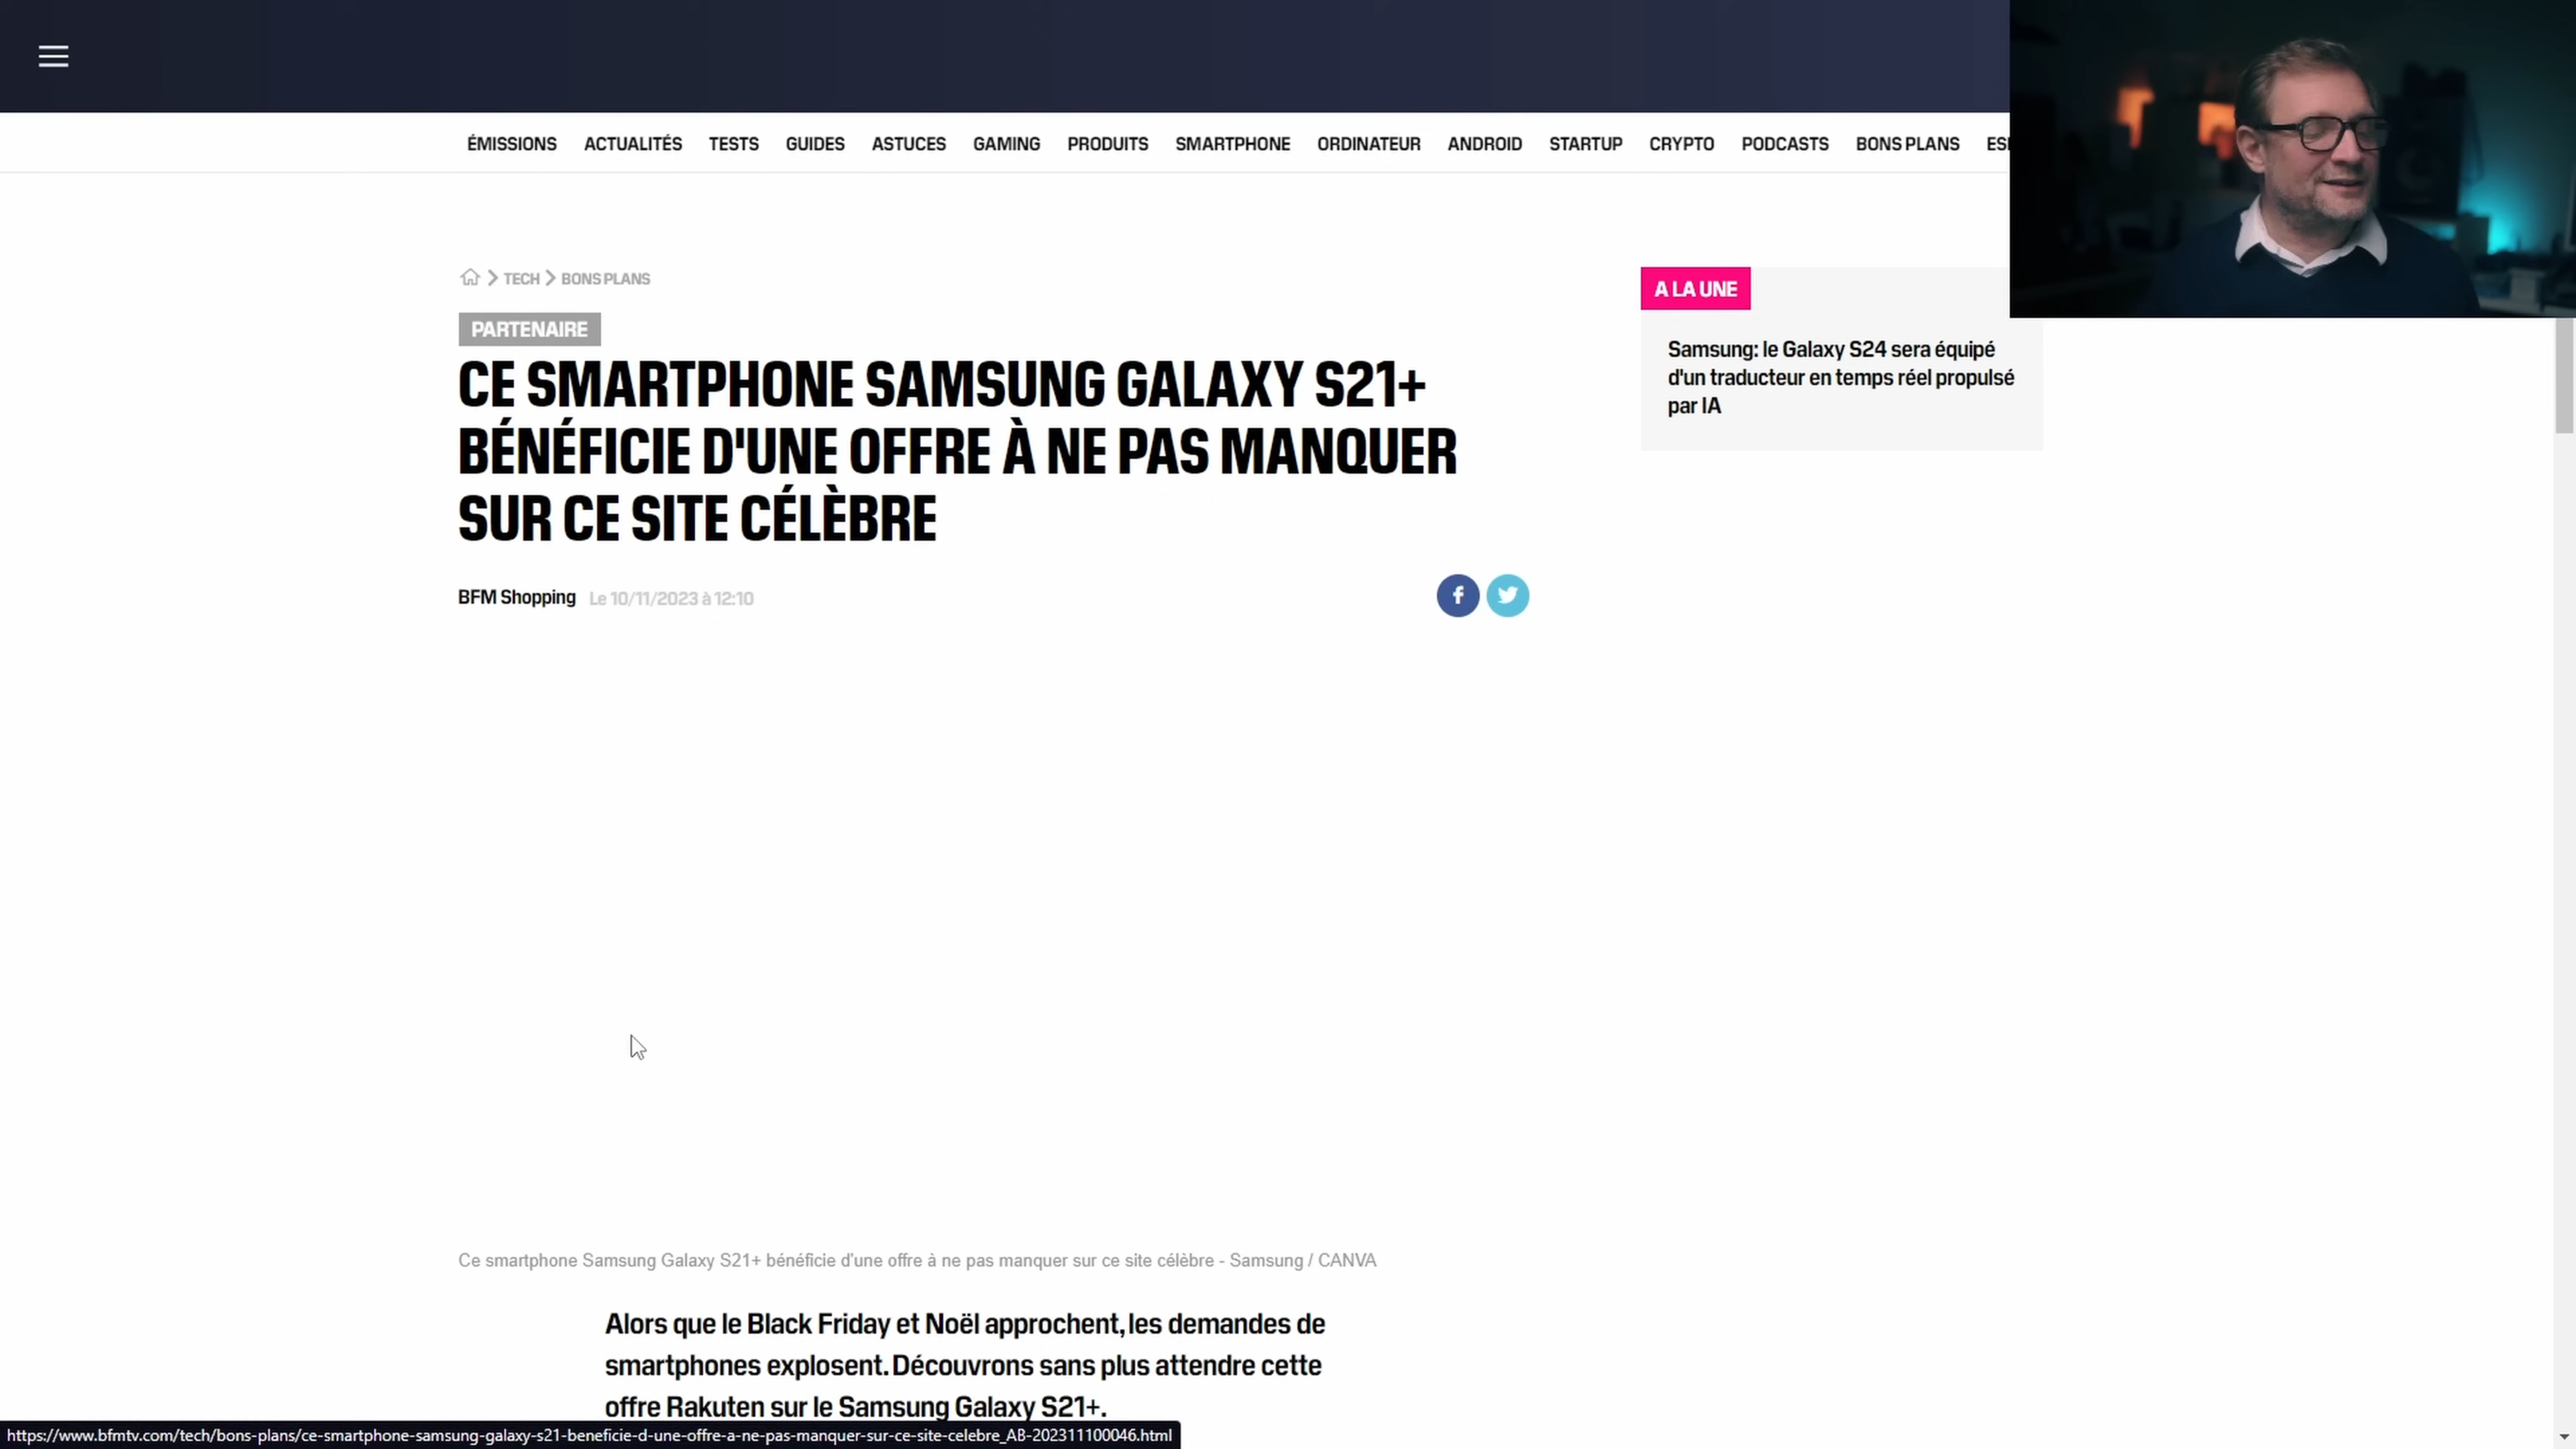 ÉMISSIONS ACTUALITÉS TESTS GUIDES ASTUCES GAMING PRODUITS SMARTPHONE ORDINATEUR ANDROID STARTUP CRYPTO PODCASTS BONS PLANS
TECH BONS PLANS
PARTENAIRE
CE SMARTPHONE SAMSUNG GALAXY S21+
BÉNÉFICIE D'UNE OFFRE À NE PAS MANQUER
SUR CE SITE CÉLÈBRE
BFM Shopping Le 10/11/2023 à 12:10
A LA UNE
Samsung: le Galaxy S24 sera équipé
d'un traducteur en temps réel propulsé
par IA
Ce smartphone Samsung Galaxy S21+ bénéficie d'une offre à ne pas manquer sur ce site célèbre - Samsung / CANVA
Alors que le Black Friday et Noël approchent, les demandes de
smartphones explosent. Découvrons sans plus attendre cette
offre Rakuten sur le Samsung Galaxy S21+.
https://www.bfmtv.com/tech/bons-plans/ce-smartphone-samsung-galaxy-s21-beneficie-d-une-offre-a-ne-pas-manquer-sur-ce-site-celebre_AB-202311100046.html